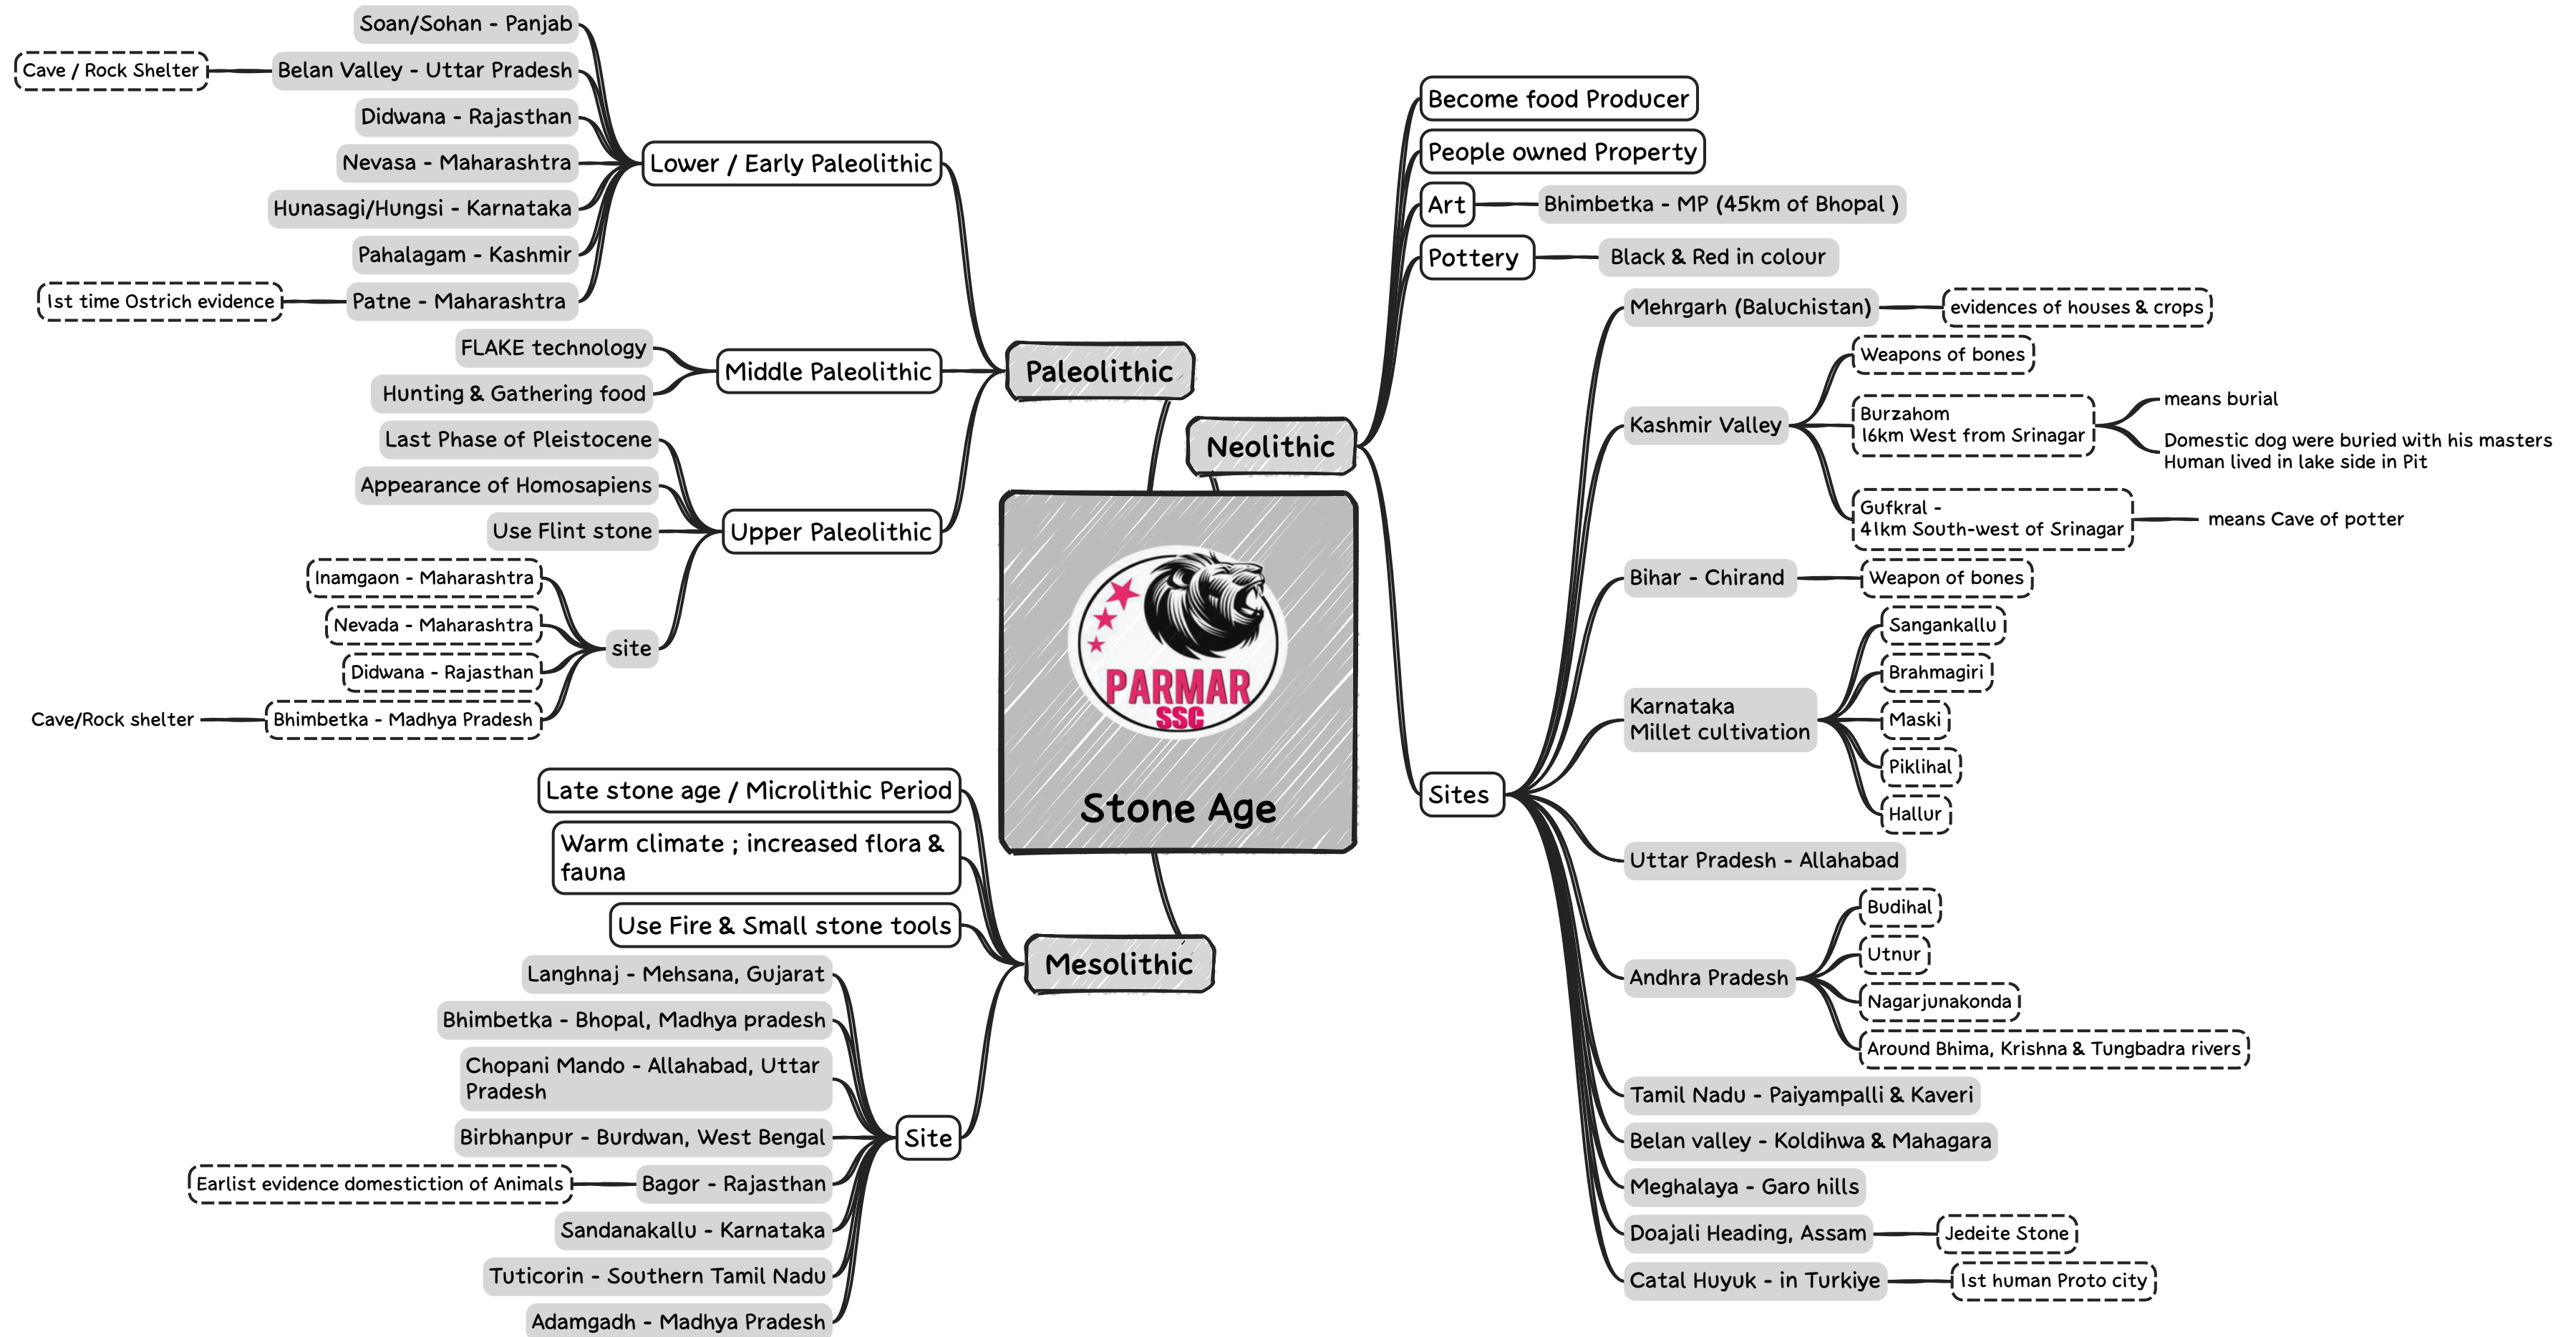 Soan/Sohan - Panjab
Cave / Rock Shelter
Belan Valley - Uttar Pradesh
Didwana - Rajasthan
Nevasa - Maharashtra
Hunasagi/Hungsi - Karnataka
Pahalagam - Kashmir
1st time Ostrich evidence
Patne - Maharashtra
Lower / Early Paleolithic
FLAKE technology
Hunting & Gathering food
Middle Paleolithic
Last Phase of Pleistocene
Appearance of Homosapiens
Use Flint stone
Upper Paleolithic
Inamgaon - Maharashtra
Nevada - Maharashtra
Didwana - Rajasthan
Cave/Rock shelter
Bhimbetka - Madhya Pradesh
site
Paleolithic
Late stone age / Microlithic Period
Warm climate ; increased flora &
fauna
Use Fire & Small stone tools
Langhnaj - Mehsana, Gujarat
Bhimbetka - Bhopal, Madhya pradesh
Chopani Mando - Allahabad, Uttar
Pradesh
Birbhanpur - Burdwan, West Bengal
Earlist evidence domestiction of Animals
Bagor - Rajasthan
Sandanakallu - Karnataka
Tuticorin - Southern Tamil Nadu
Adamgadh - Madhya Pradesh
Site
Mesolithic
PARMAR
SSC
Stone Age
Neolithic
Become food Producer
People owned Property
Art
Bhimbetka - MP (45km of Bhopal )
Pottery
Black & Red in colour
Sites
Mehrgarh (Baluchistan)
evidences of houses & crops
Kashmir Valley
Weapons of bones
Burzahom
16km West from Srinagar
means burial
Domestic dog were buried with his masters
Human lived in lake side in Pit
Gufkral -
41km South-west of Srinagar
means Cave of potter
Bihar - Chirand
Weapon of bones
Karnataka
Millet cultivation
Sangankallu
Brahmagiri
Maski
Piklihal
Hallur
Uttar Pradesh - Allahabad
Andhra Pradesh
Budihal
Utnur
Nagarjunakonda
Around Bhima, Krishna & Tungbadra rivers
Tamil Nadu - Paiyampalli & Kaveri
Belan valley - Koldihwa & Mahagara
Meghalaya - Garo hills
Doajali Heading, Assam
Jedeite Stone
Catal Huyuk - in Turkiye
1st human Proto city